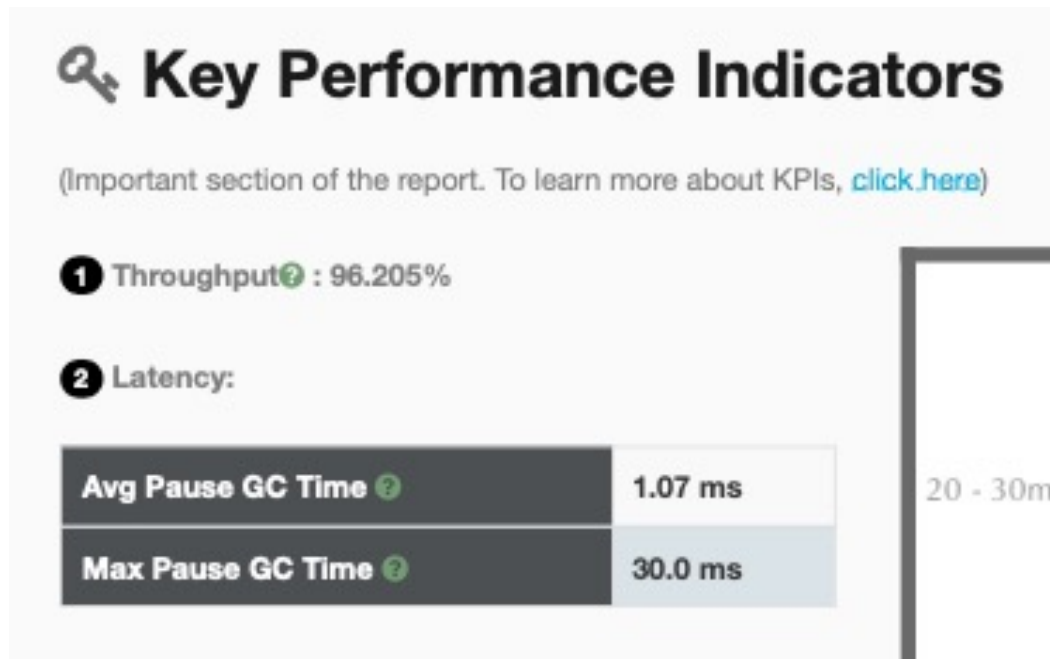 Key Performance Indicators
(Important section of the report. To learn more about KPIs, click here)
1 Throughput? : 96.205%
2 Latency:
Avg Pause GC Time ? 1.07 ms
20 - 30m
Max Pause GC Time ? 30.0 ms